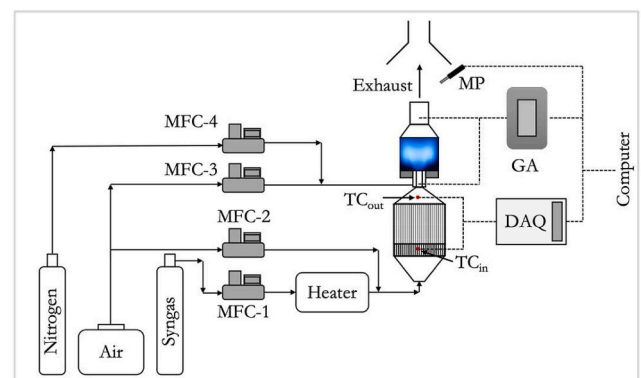 Exhaust
MP
MFC-4
GA
MFC-3
Computer
TCout
MFC-2
DAQ
TCin
Nitrogen
Air
Syngas
MFC-1
Heater